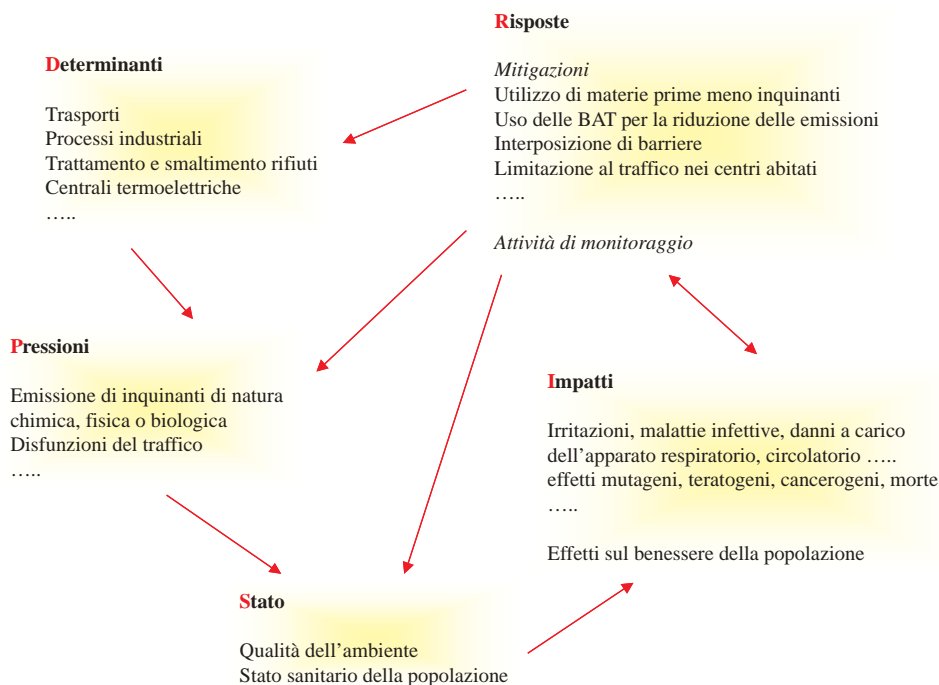 Risposte
Mitigazioni
Utilizzo di materie prime meno inquinanti
Uso delle BAT per la riduzione delle emissioni
Interposizione di barriere
Limitazione al traffico nei centri abitati
…..
Attività di monitoraggio
Determinanti
Trasporti
Processi industriali
Trattamento e smaltimento rifiuti
Centrali termoelettriche
…..
Pressioni
Emissione di inquinanti di natura
chimica, fisica o biologica
Disfunzioni del traffico
…..
Impatti
Irritazioni, malattie infettive, danni a carico
dell’apparato respiratorio, circolatorio …..
effetti mutageni, teratogeni, cancerogeni, morte
…..
Effetti sul benessere della popolazione
Stato
Qualità dell’ambiente
Stato sanitario della popolazione